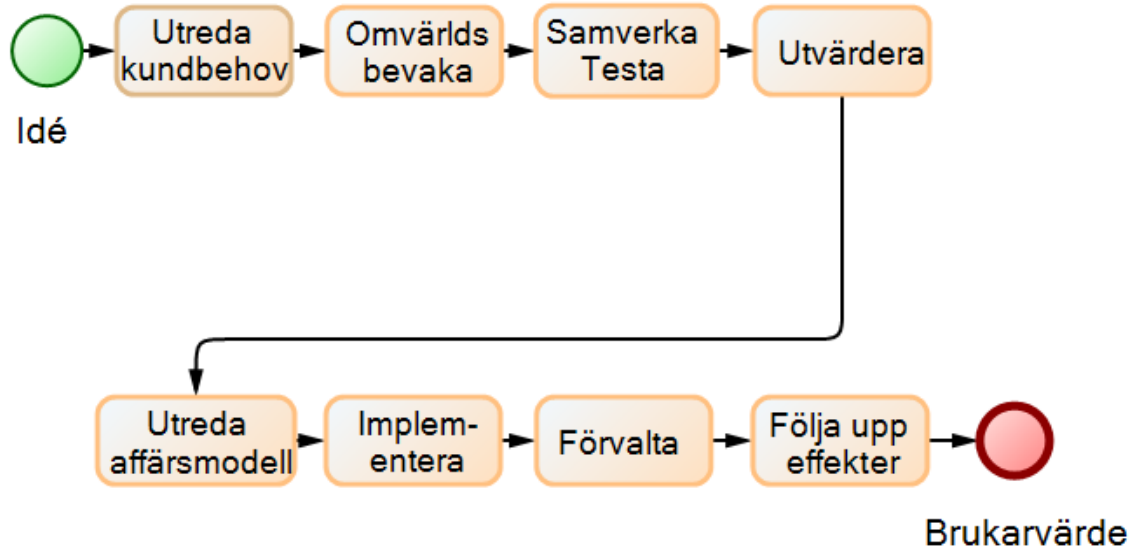 Utreda
kundbehov
Omvärlds
bevaka
Samverka
Testa
Utvärdera
Idé
Utreda
affärsmodell
Implem-
entera
Förvalta
Följa upp
effekter
Brukarvärde